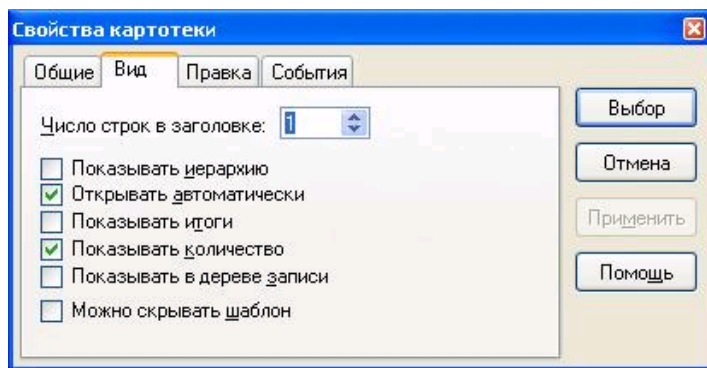 Свойства картотеки
Общие Вид Правка События
Число строк в заголовке: 1
Показывать иерархию
Открывать автоматически
Показывать итоги
Показывать количество
Показывать в дереве записи
Можно скрывать шаблон
Выбор
Отмена
Применить
Помощь